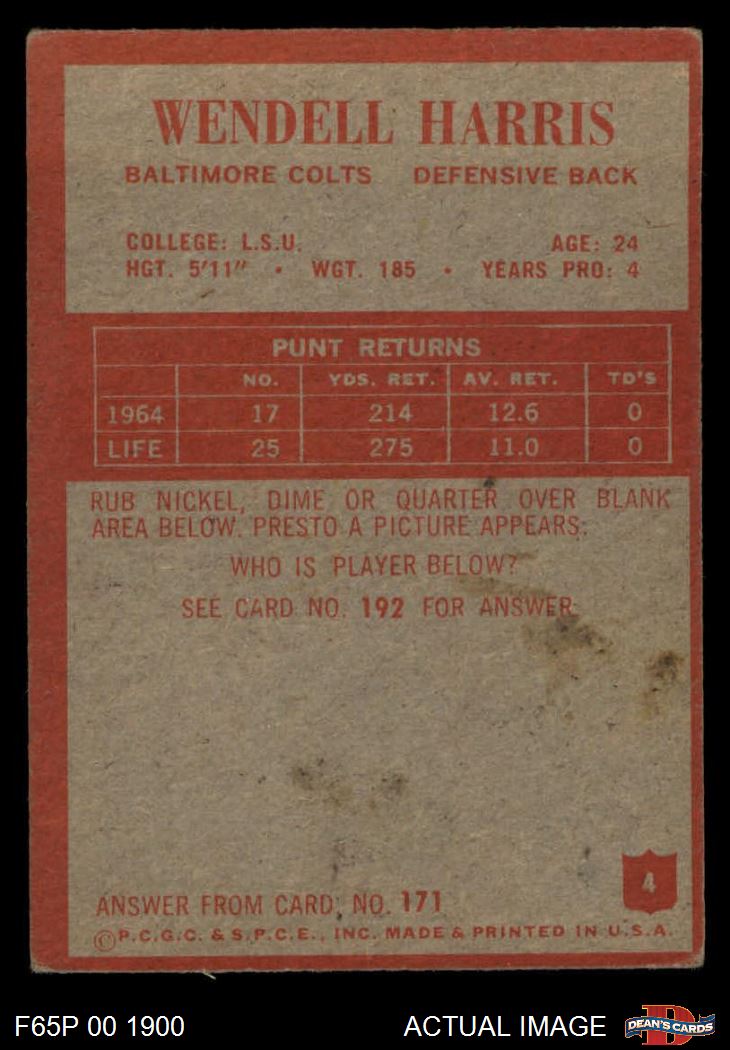 WENDELL HARRIS
BALTIMORE COLTS DEFENSIVE BACK
COLLEGE: L.S.U. AGE: 24
HGT. 5'11" • WGT. 185 • YEARS PRO: 4
PUNT RETURNS
NO. YDS. RET. AV. RET. TD'S
1964 17 214 12.6 0
LIFE 25 275 11.0 0
RUB NICKEL, DIME OR QUARTER OVER BLANK
AREA BELOW. PRESTO A PICTURE APPEARS.
WHO IS PLAYER BELOW?
SEE CARD NO. 192 FOR ANSWER.
4
ANSWER FROM CARD. NO. 171
©P.C.G.C. & S.P.C.E., INC. MADE & PRINTED IN U.S.A.
F65P 00 1900 ACTUAL IMAGE D DEAN'S CARDS